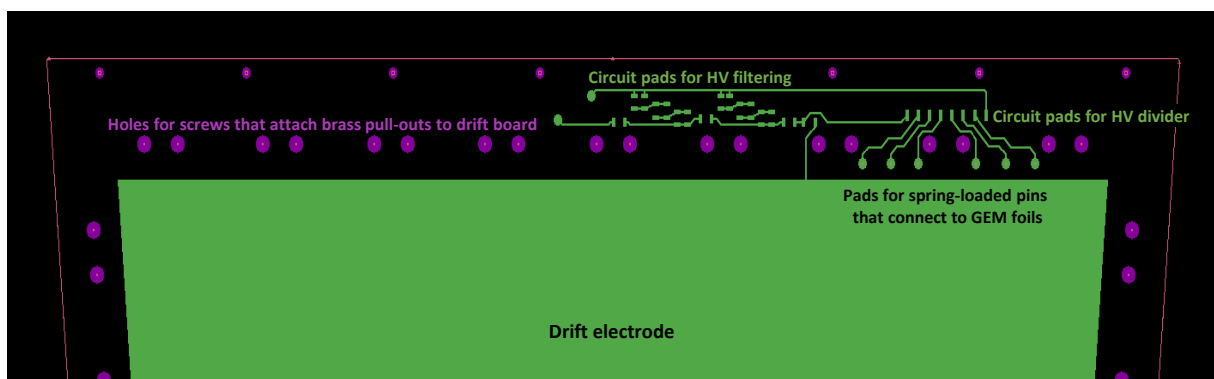 Circuit pads for HV filtering
Holes for screws that attach brass pull-outs to drift board
Circuit pads for HV divider
Pads for spring-loaded pins
that connect to GEM foils
Drift electrode